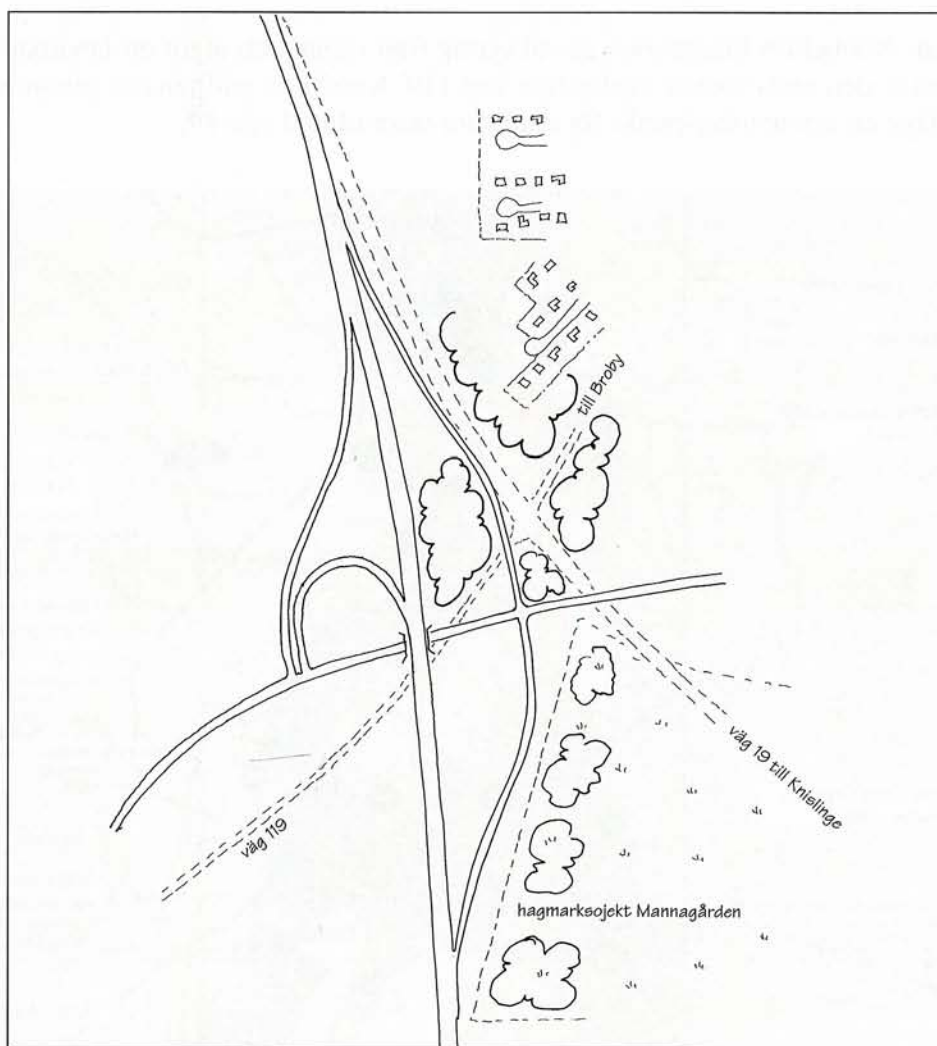 till Broby
väg 19 till Knislinge
väg 119
hagmarksojekt Mannagården